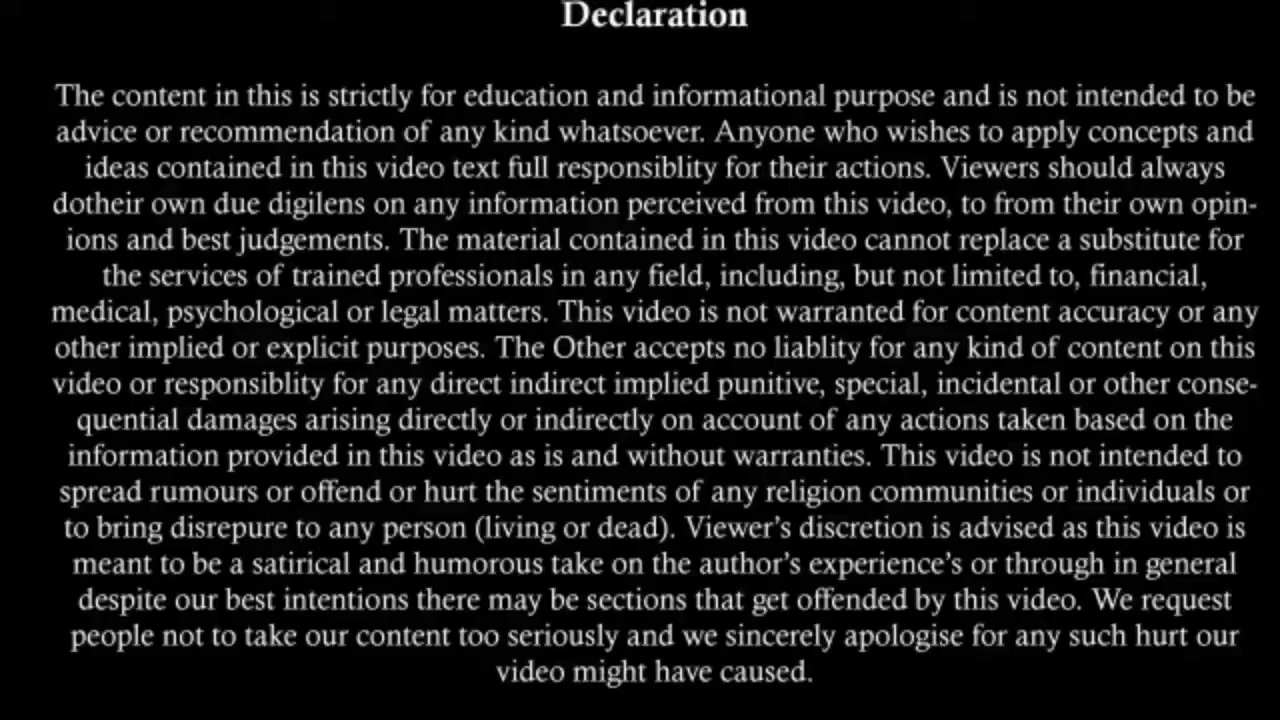 Declaration
The content in this is strictly for education and informational purpose and is not intended to be
advice or recommendation of any kind whatsoever. Anyone who wishes to apply concepts and
ideas contained in this video text full responsiblity for their actions. Viewers should always
dotheir own due digilens on any information perceived from this video, to from their own opin-
ions and best judgements. The material contained in this video cannot replace a substitute for
the services of trained professionals in any field, including, but not limited to, financial,
medical, psychological or legal matters. This video is not warranted for content accuracy or any
other implied or explicit purposes. The Other accepts no liablity for any kind of content on this
video or responsiblity for any direct indirect implied punitive, special, incidental or other conse-
quential damages arising directly or indirectly on account of any actions taken based on the
information provided in this video as is and without warranties. This video is not intended to
spread rumours or offend or hurt the sentiments of any religion communities or individuals or
to bring disrepure to any person (living or dead). Viewer's discretion is advised as this video is
meant to be a satirical and humorous take on the author's experience's or through in general
despite our best intentions there may be sections that get offended by this video. We request
people not to take our content too seriously and we sincerely apologise for any such hurt our
video might have caused.